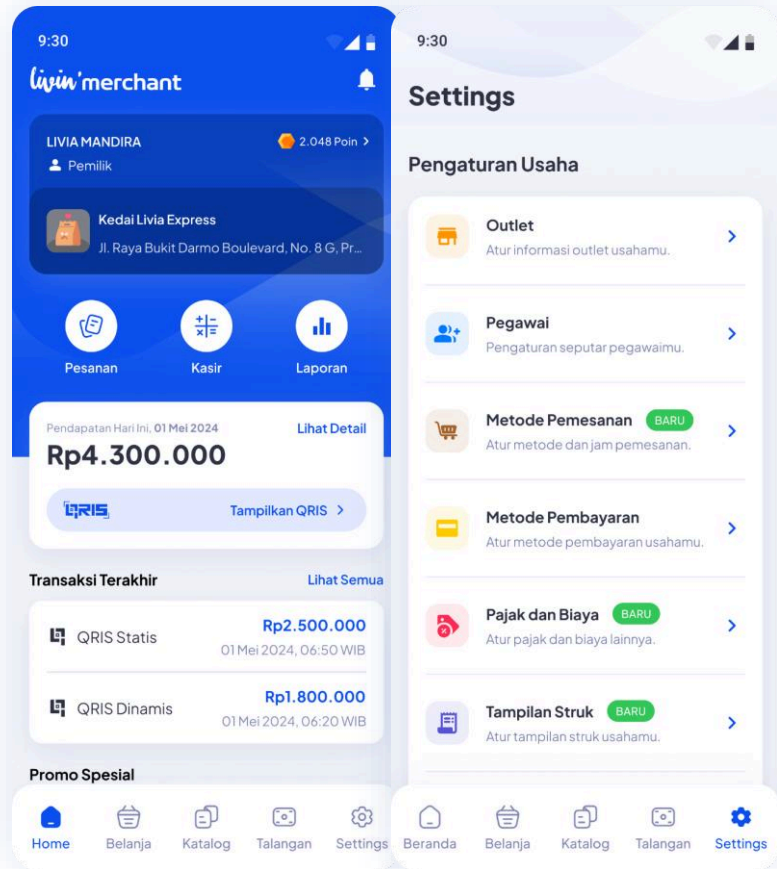 9:30
livin'merchant
LIVIA MANDIRA
2.048 Poin >
Pemilik
Kedai Livia Express
Jl. Raya Bukit Darmo Boulevard, No. 8 G, Pr...
Pesanan
Kasir
Laporan
Pendapatan Hari Ini, 01 Mei 2024
Lihat Detail
Rp4.300.000
QRIS
Tampilkan QRIS >
Transaksi Terakhir
Lihat Semua
QRIS Statis
Rp2.500.000
01 Mei 2024, 06:50 WIB
QRIS Dinamis
Rp1.800.000
01 Mei 2024, 06:20 WIB
Promo Spesial
Home
Belanja
Katalog
Talangan
Settings
9:30
Settings
Pengaturan Usaha
Outlet
Atur informasi outlet usahamu.
Pegawai
Pengaturan seputar pegawaimu.
Metode Pemesanan BARU
Atur metode dan jam pemesanan.
Metode Pembayaran
Atur metode pembayaran usahamu.
Pajak dan Biaya BARU
Atur pajak dan biaya lainnya.
Tampilan Struk BARU
Atur tampilan struk usahamu.
Beranda
Belanja
Katalog
Talangan
Settings